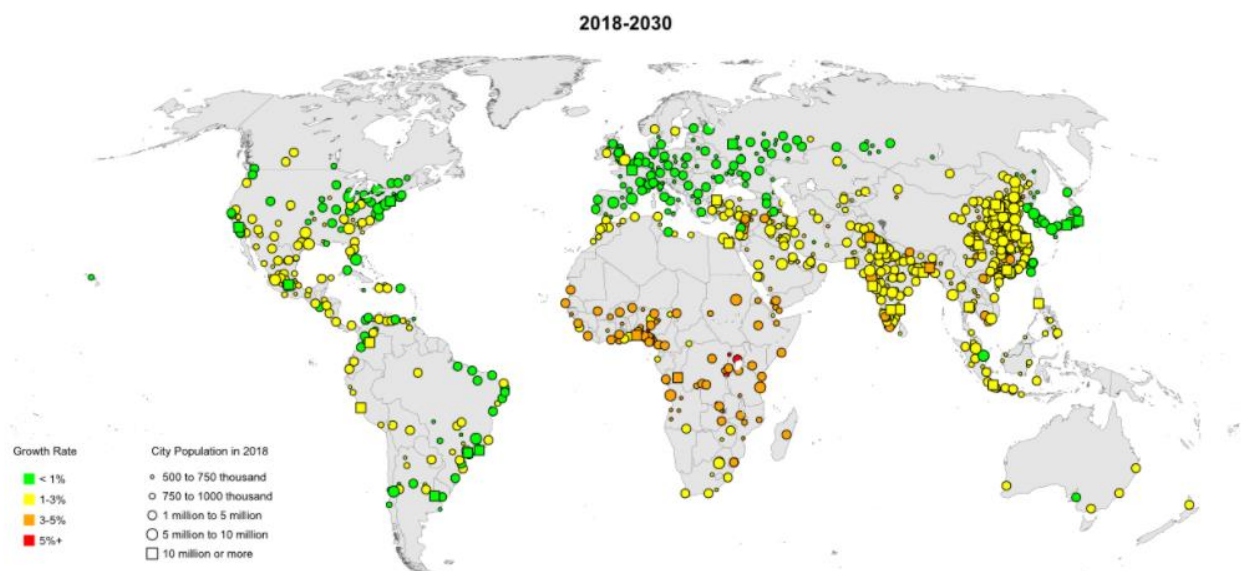 2018-2030
Growth Rate
< 1%
1-3%
3-5%
5%+
City Population in 2018
500 to 750 thousand
750 to 1000 thousand
1 million to 5 million
5 million to 10 million
10 million or more